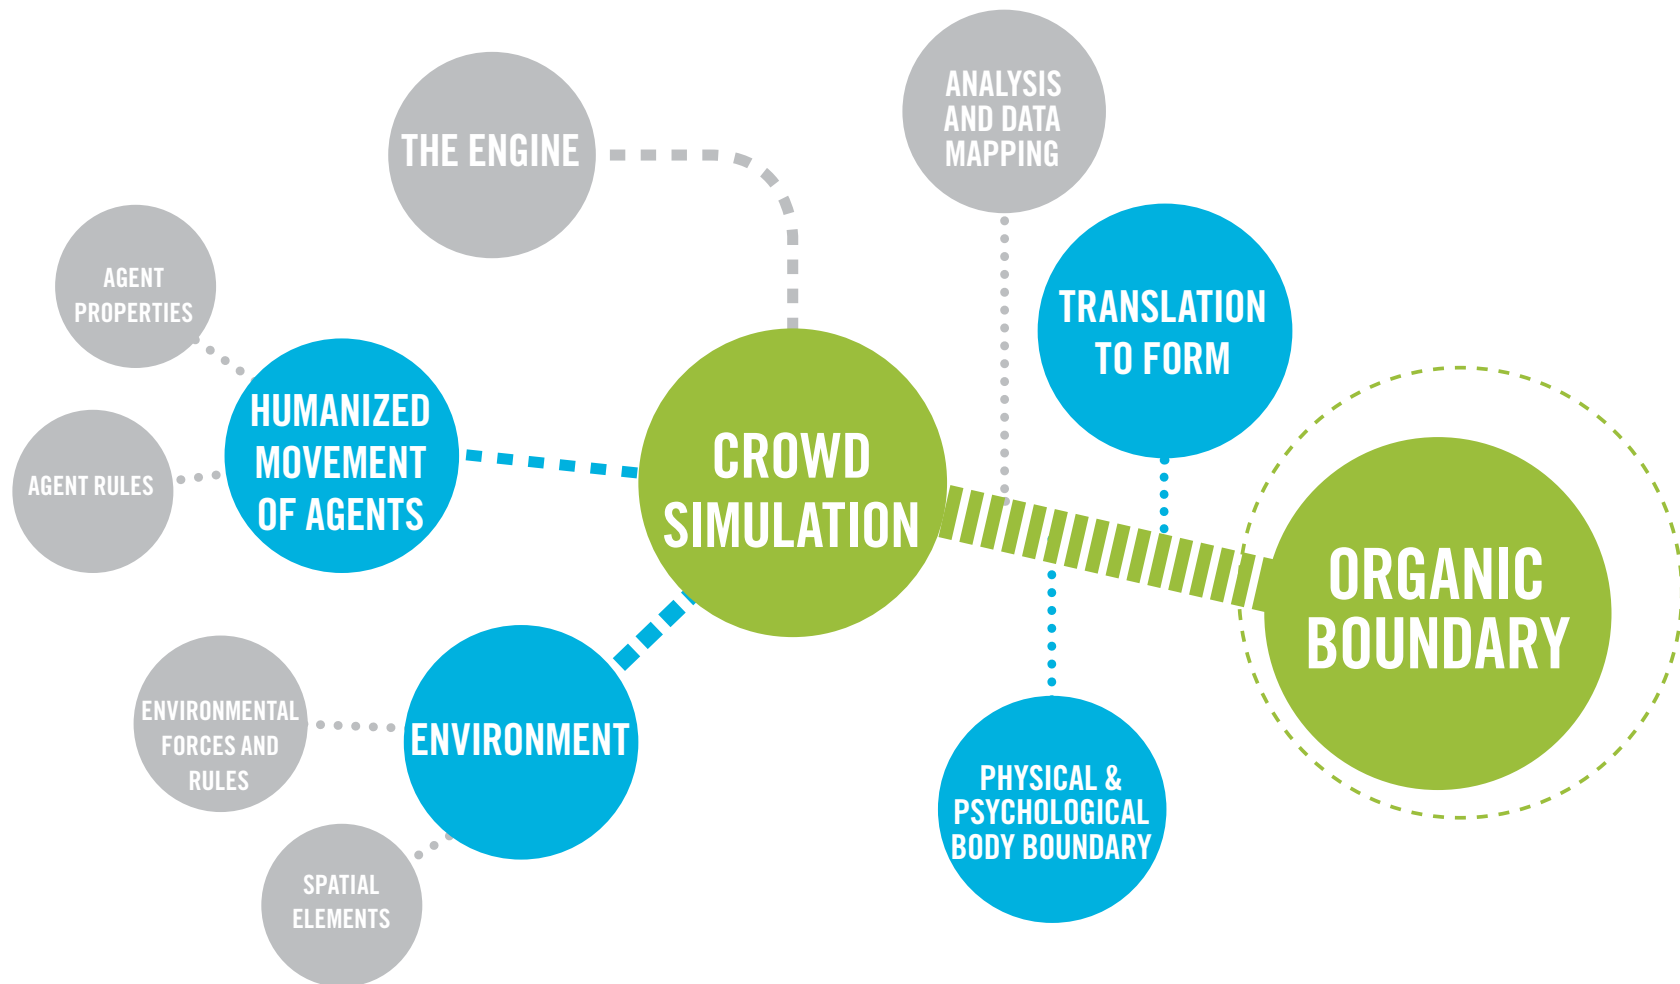 THE ENGINE
ANALYSIS
AND DATA
MAPPING
AGENT
PROPERTIES
TRANSLATION
TO FORM
HUMANIZED
MOVEMENT
OF AGENTS
AGENT RULES
CROWD
SIMULATION
ORGANIC
BOUNDARY
ENVIRONMENTAL
FORCES AND
RULES
ENVIRONMENT
PHYSICAL &
PSYCHOLOGICAL
BODY BOUNDARY
SPATIAL
ELEMENTS